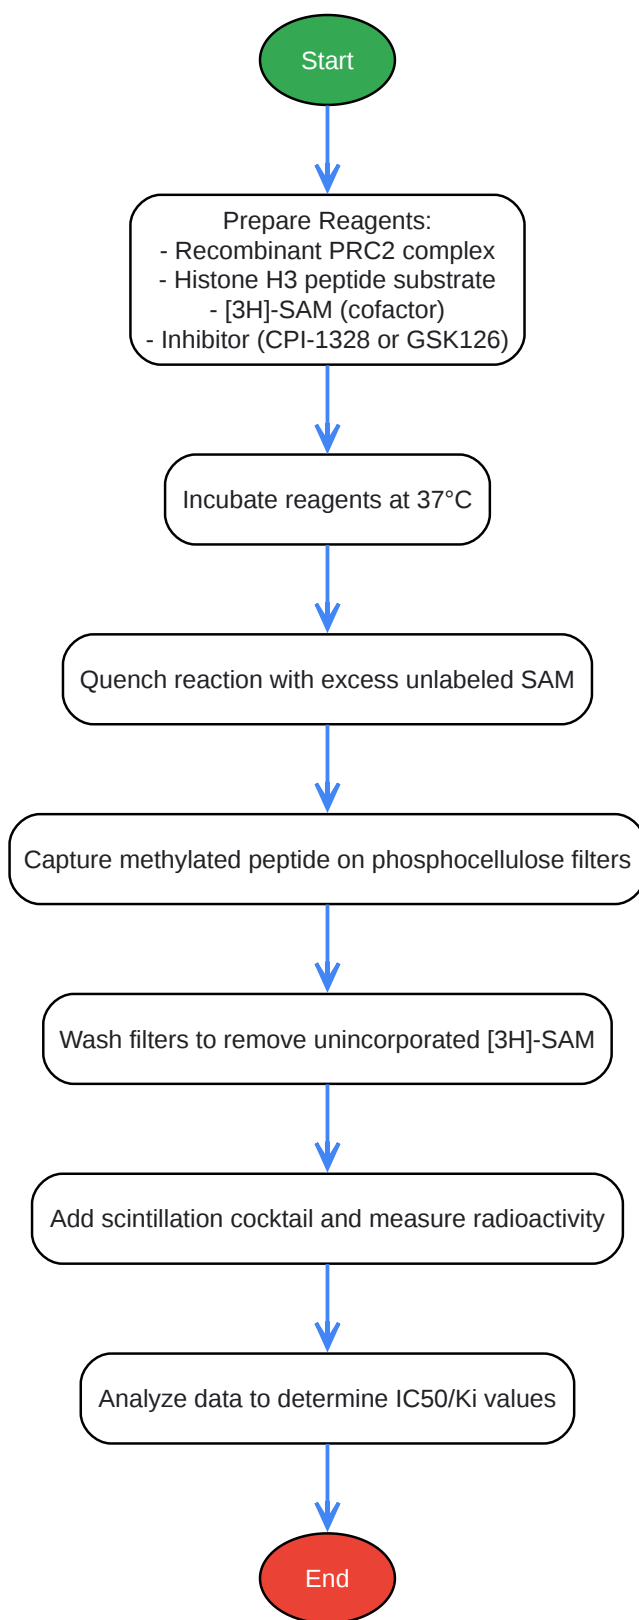 Start
Prepare Reagents:
- Recombinant PRC2 complex
- Histone H3 peptide substrate
- [3H]-SAM (cofactor)
- Inhibitor (CPI-1328 or GSK126)
Incubate reagents at 37°C
Quench reaction with excess unlabeled SAM
Capture methylated peptide on phosphocellulose filters
Wash filters to remove unincorporated [3H]-SAM
Add scintillation cocktail and measure radioactivity
Analyze data to determine IC50/Ki values
End